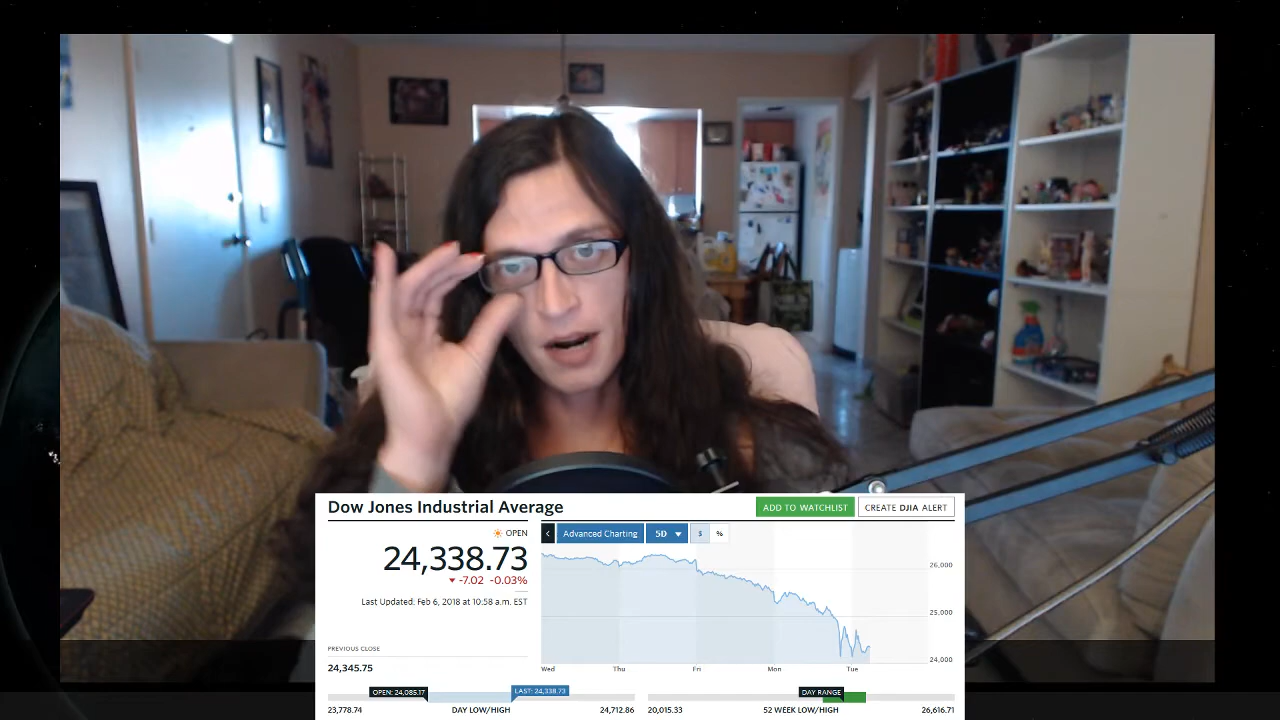 Dow Jones Industrial Average
ADD TO WATCHLIST
CREATE DJIA ALERT
OPEN
24,338.73
-7.02 -0.03%
Last Updated: Feb 6, 2018 at 10:58 a.m. EST
PREVIOUS CLOSE
24,345.75
Advanced Charting
5D
$
%
26,000
25,000
24,000
Wed Thu Fri Mon Tue
OPEN: 24,085.17
LAST: 24,338.73
23,778.74 DAY LOW/HIGH 24,712.86
DAY RANGE
20,015.33 52 WEEK LOW/HIGH 26,616.71